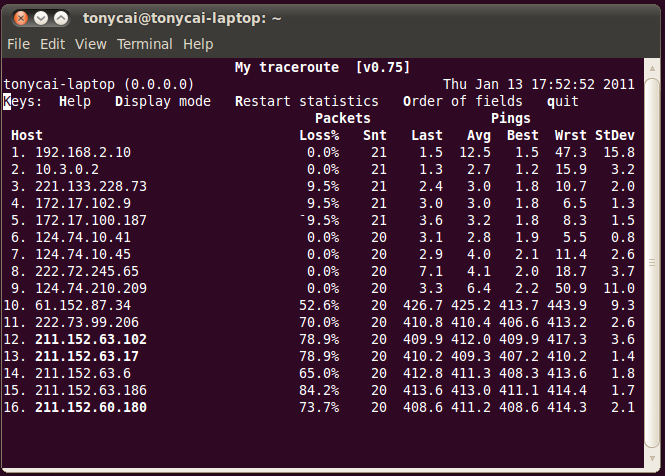 tonycai@tonycai-laptop: ~
File Edit View Terminal Help
My traceroute [v0.75]
tonycai-laptop (0.0.0.0) Thu Jan 13 17:52:52 2011
Keys: Help Display mode Restart statistics Order of fields quit
Packets Pings
Host Loss% Snt Last Avg Best Wrst StDev
1. 192.168.2.10 0.0% 21 1.5 12.5 1.5 47.3 15.8
2. 10.3.0.2 0.0% 21 1.3 2.7 1.2 15.9 3.2
3. 221.133.228.73 9.5% 21 2.4 3.0 1.8 10.7 2.0
4. 172.17.102.9 9.5% 21 3.0 3.0 1.8 6.5 1.3
5. 172.17.100.187 9.5% 21 3.6 3.2 1.8 8.3 1.5
6. 124.74.10.41 0.0% 20 3.1 2.8 1.9 5.5 0.8
7. 124.74.10.45 0.0% 20 2.9 4.0 2.1 11.4 2.6
8. 222.72.245.65 0.0% 20 7.1 4.1 2.0 18.7 3.7
9. 124.74.210.209 0.0% 20 3.3 6.4 2.2 50.9 11.0
10. 61.152.87.34 52.6% 20 426.7 425.2 413.7 443.9 9.3
11. 222.73.99.206 70.0% 20 410.8 410.4 406.6 413.2 2.6
12. 211.152.63.102 78.9% 20 409.9 412.0 409.9 417.3 3.6
13. 211.152.63.17 78.9% 20 410.2 409.3 407.2 410.2 1.4
14. 211.152.63.6 65.0% 20 412.8 411.3 408.3 413.6 1.8
15. 211.152.63.186 84.2% 20 413.6 413.0 411.1 414.4 1.7
16. 211.152.60.180 73.7% 20 408.6 411.2 408.6 414.3 2.1